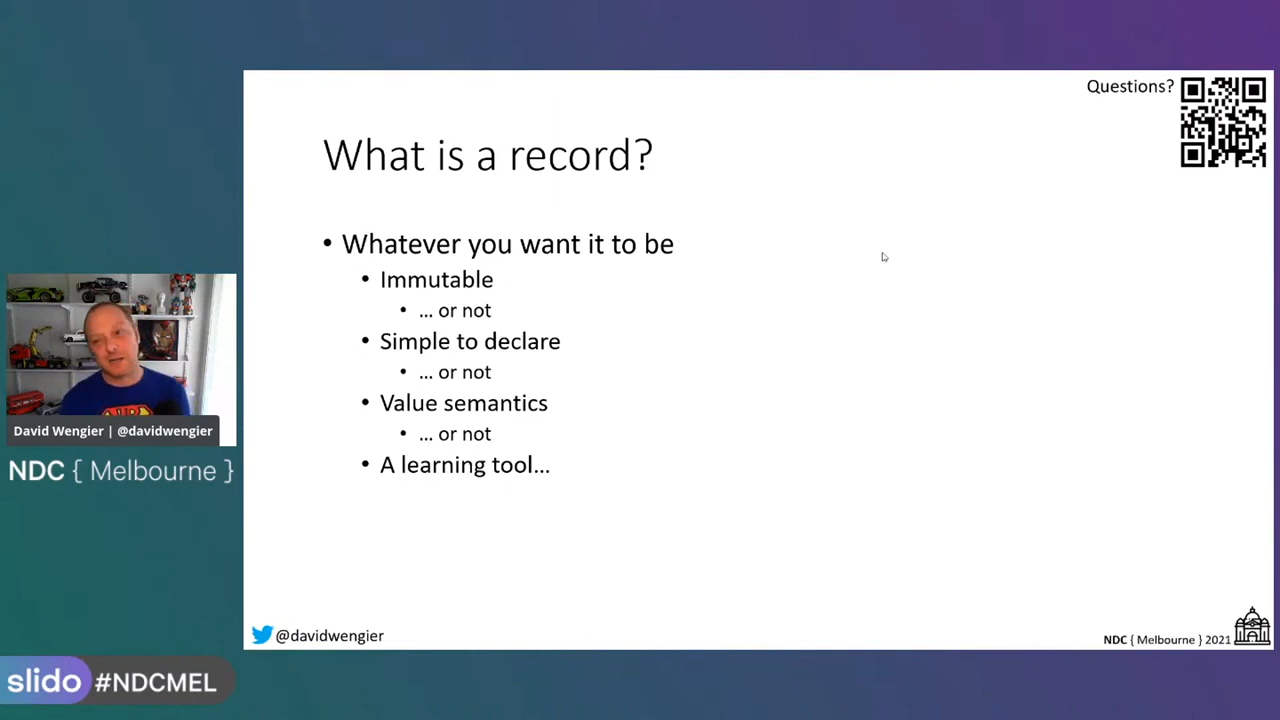 Questions?
What is a record?
• Whatever you want it to be
• Immutable
• ... or not
• Simple to declare
• ... or not
• Value semantics
• ... or not
• A learning tool...
David Wengier | @davidwengier
NDC { Melbourne }
@davidwengier
NDC { Melbourne } 2021
slido #NDCMEL